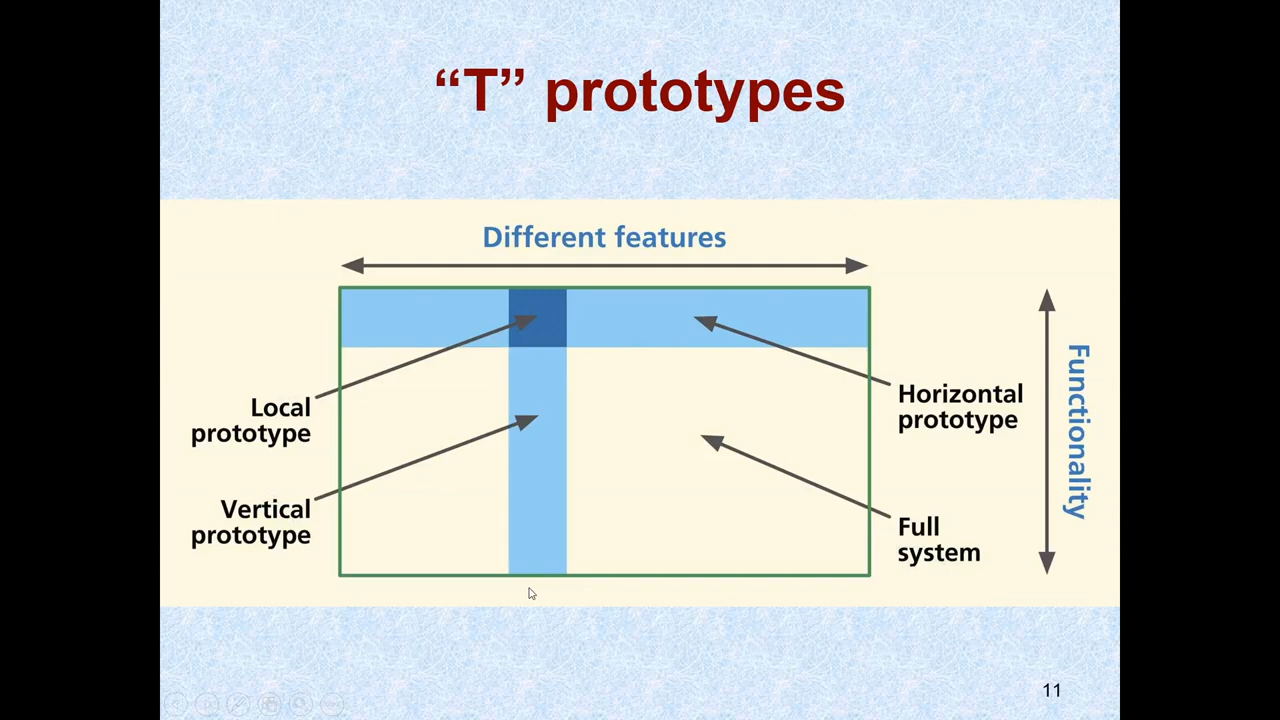 “T” prototypes
Different features
Local
prototype
Vertical
prototype
Horizontal
prototype
Full
system
Functionality
11